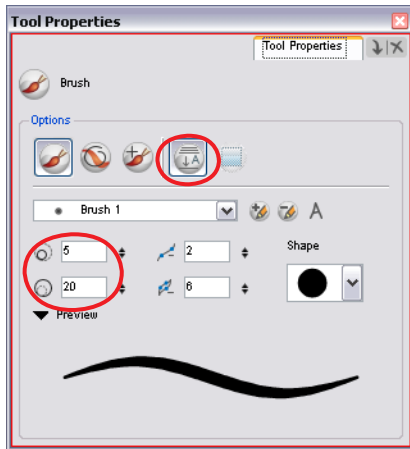 Tool Properties
Tool Properties
Brush
Options
A
Brush 1
A
5
2
Shape
20
6
Preview